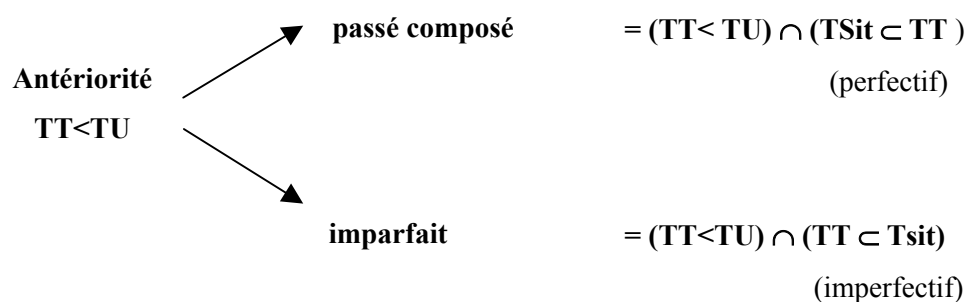 passé composé = (TT< TU) ∩ (TSit ⊂ TT )
(perfectif)
Antériorité
TT<TU
imparfait = (TT<TU) ∩ (TT ⊂ Tsit)
(imperfectif)